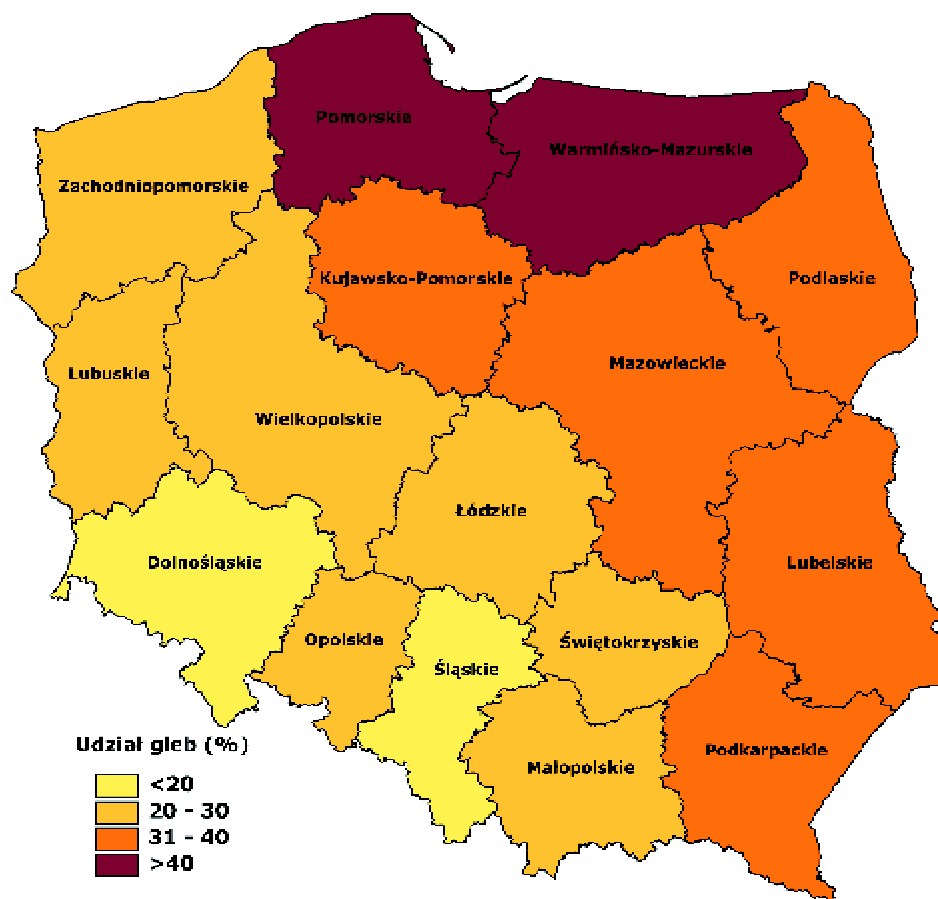 Pomorskie
Warmińsko-Mazurskie
Zachodniopomorskie
Kujawsko-Pomorskie
Podlaskie
Mazowieckie
Lubuskie
Wielkopolskie
Łódzkie
Dolnośląskie
Lubelskie
Opolskie
Świętokrzyskie
Śląskie
Podkarpackie
Małopolskie
Udział gleb (%)
<20
20 - 30
31 - 40
>40